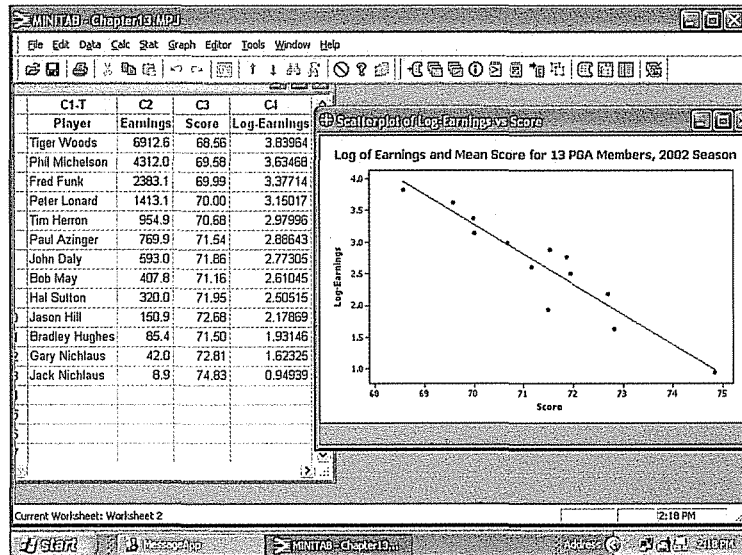 MINITAB - Chapter13.MPJ
File Edit Data Calc Stat Graph Editor Tools Window Help
C1-T C2 C3 C4
Player Earnings Score Log-Earnings
Tiger Woods 6912.6 68.56 3.83964
Phil Michelson 4312.0 69.58 3.63468
Fred Funk 2383.1 69.99 3.37714
Peter Lonard 1413.1 70.00 3.15017
Tim Herron 954.9 70.68 2.97996
Paul Azinger 769.9 71.54 2.88643
John Daly 593.0 71.86 2.77305
Bob May 407.8 71.16 2.61045
Hal Sutton 320.0 71.95 2.50515
Jason Hill 150.9 72.68 2.17869
Bradley Hughes 85.4 71.50 1.93146
Gary Nichlaus 42.0 72.81 1.62325
Jack Nichlaus 8.9 74.83 0.94939
Scatterplot of Log-Earnings vs Score
Log of Earnings and Mean Score for 13 PGA Members, 2002 Season
4.0
3.5
3.0
2.5
2.0
1.5
1.0
Log-Earnings
68 69 70 71 72 73 74 75
Score
Current Worksheet: Worksheet 2 2:18 PM
start MessageApp MINITAB - Chapter13... Address 2:18 PM